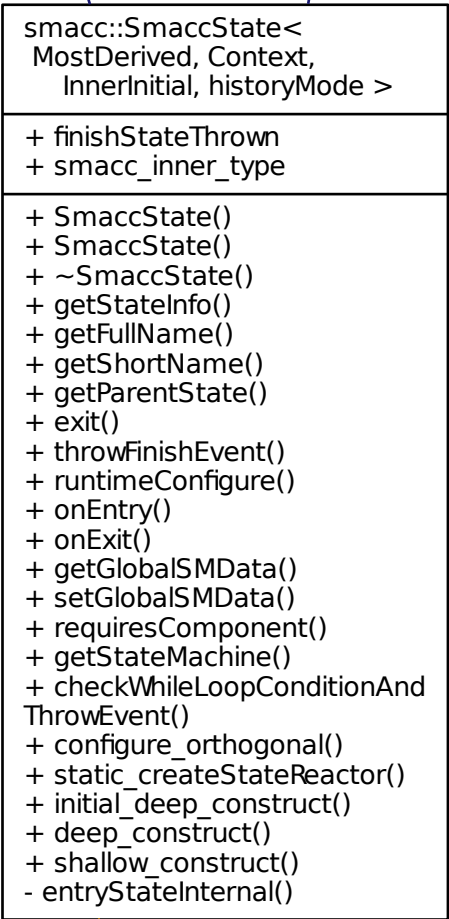 smacc::SmaccState<
MostDerived, Context,
InnerInitial, historyMode >
+ finishStateThrown
+ smacc_inner_type
+ SmaccState()
+ SmaccState()
+ ~SmaccState()
+ getStateInfo()
+ getFullName()
+ getShortName()
+ getParentState()
+ exit()
+ throwFinishEvent()
+ runtimeConfigure()
+ onEntry()
+ onExit()
+ getGlobalSMData()
+ setGlobalSMData()
+ requiresComponent()
+ getStateMachine()
+ checkWhileLoopConditionAnd
ThrowEvent()
+ configure_orthogonal()
+ static_createStateReactor()
+ initial_deep_construct()
+ deep_construct()
+ shallow_construct()
- entryStateInternal()